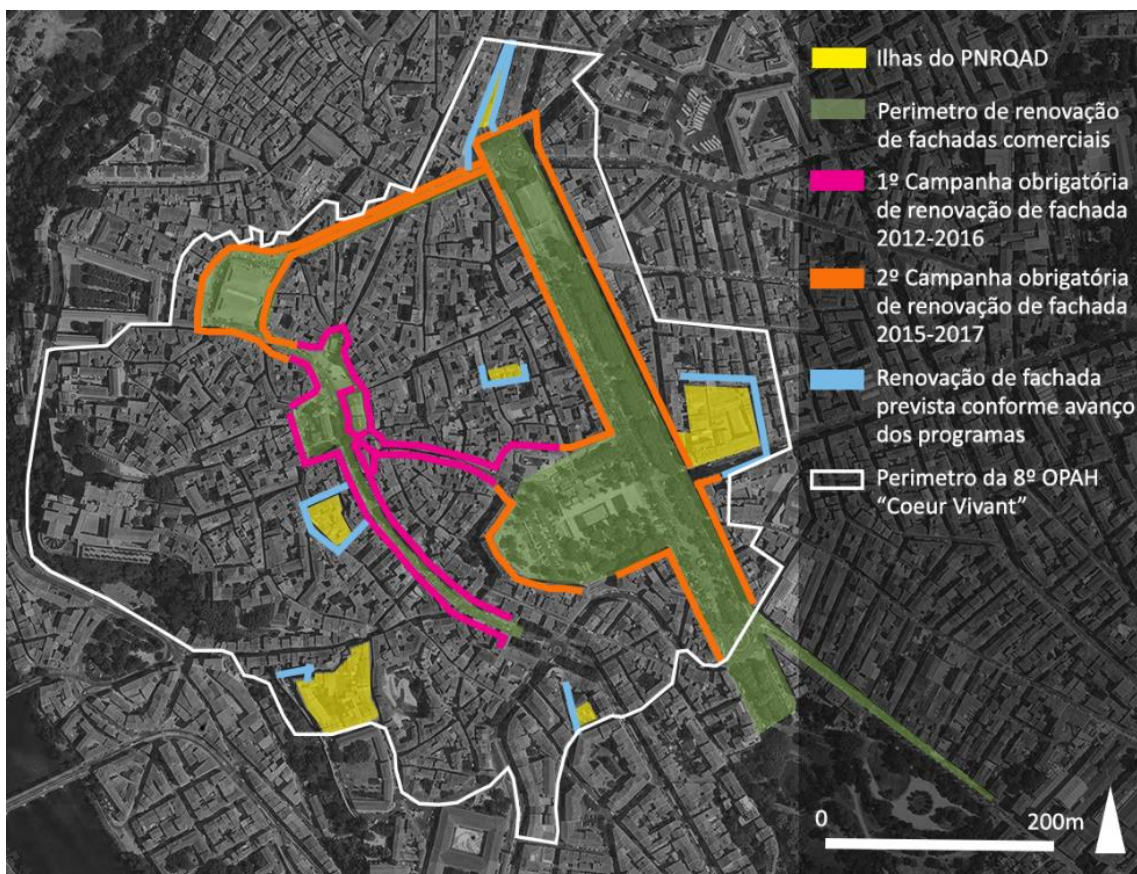 Ilhas do PNRQAD
Perimetro de renovação
de fachadas comerciais
1º Campanha obrigatória
de renovação de fachada
2012-2016
2º Campanha obrigatória
de renovação de fachada
2015-2017
Renovação de fachada
prevista conforme avanço
dos programas
Perimetro da 8º OPAH
“Coeur Vivant”
0
200m